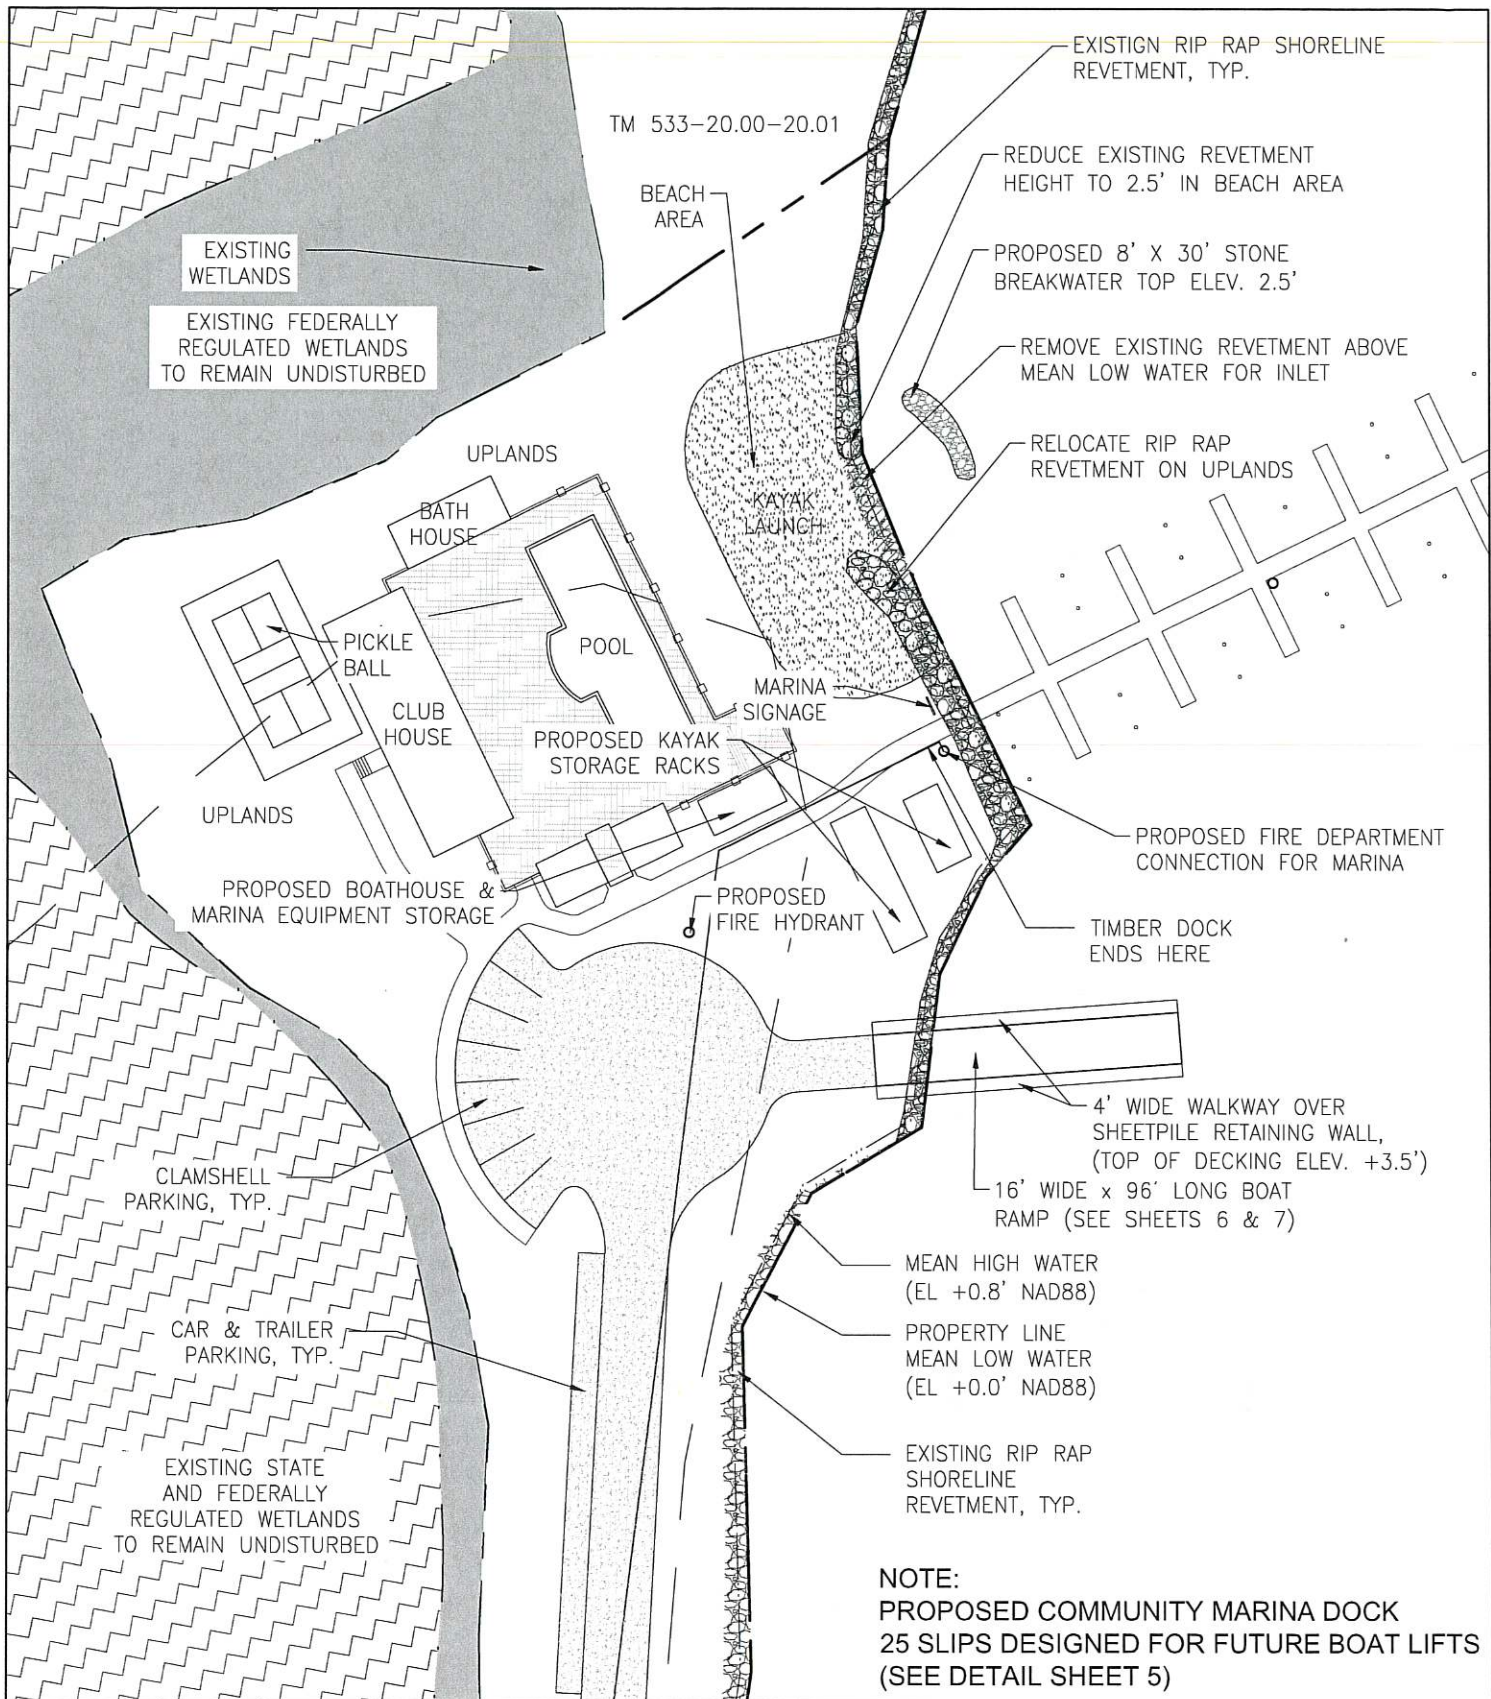 EXISTIGN RIP RAP SHORELINE
REVETMENT, TYP.
TM 533-20.00-20.01
REDUCE EXISTING REVETMENT
HEIGHT TO 2.5' IN BEACH AREA
BEACH
AREA
EXISTING
WETLANDS
PROPOSED 8' X 30' STONE
BREAKWATER TOP ELEV. 2.5'
EXISTING FEDERALLY
REGULATED WETLANDS
TO REMAIN UNDISTURBED
REMOVE EXISTING REVETMENT ABOVE
MEAN LOW WATER FOR INLET
UPLANDS
RELOCATE RIP RAP
REVETMENT ON UPLANDS
BATH
HOUSE
KAYAK
LAUNCH
PICKLE
BALL
POOL
CLUB
HOUSE
MARINA
SIGNAGE
PROPOSED KAYAK
STORAGE RACKS
UPLANDS
PROPOSED FIRE DEPARTMENT
CONNECTION FOR MARINA
PROPOSED BOATHOUSE &
MARINA EQUIPMENT STORAGE
PROPOSED
FIRE HYDRANT
TIMBER DOCK
ENDS HERE
4' WIDE WALKWAY OVER
SHEETPILE RETAINING WALL,
(TOP OF DECKING ELEV. +3.5')
CLAMSHELL
PARKING, TYP.
16' WIDE x 96' LONG BOAT
RAMP (SEE SHEETS 6 & 7)
MEAN HIGH WATER
(EL +0.8' NAD88)
CAR & TRAILER
PARKING, TYP.
PROPERTY LINE
MEAN LOW WATER
(EL +0.0' NAD88)
EXISTING RIP RAP
SHORELINE
REVETMENT, TYP.
EXISTING STATE
AND FEDERALLY
REGULATED WETLANDS
TO REMAIN UNDISTURBED
NOTE:
PROPOSED COMMUNITY MARINA DOCK
25 SLIPS DESIGNED FOR FUTURE BOAT LIFTS
(SEE DETAIL SHEET 5)